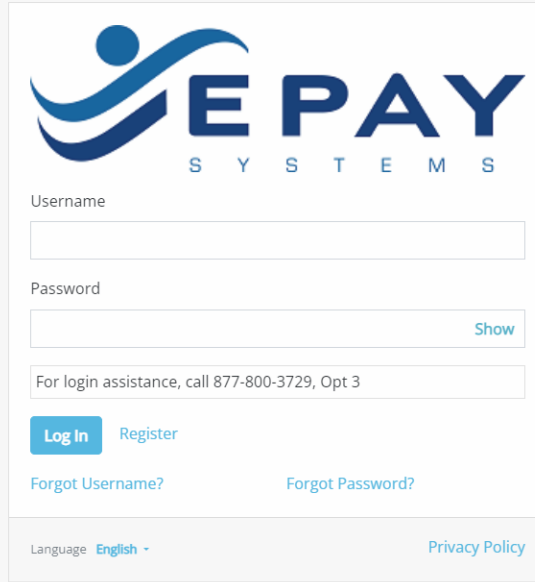 EPAY
SYSTEMS
Username
Password
Show
For login assistance, call 877-800-3729, Opt 3
Log In Register
Forgot Username? Forgot Password?
Language English Privacy Policy